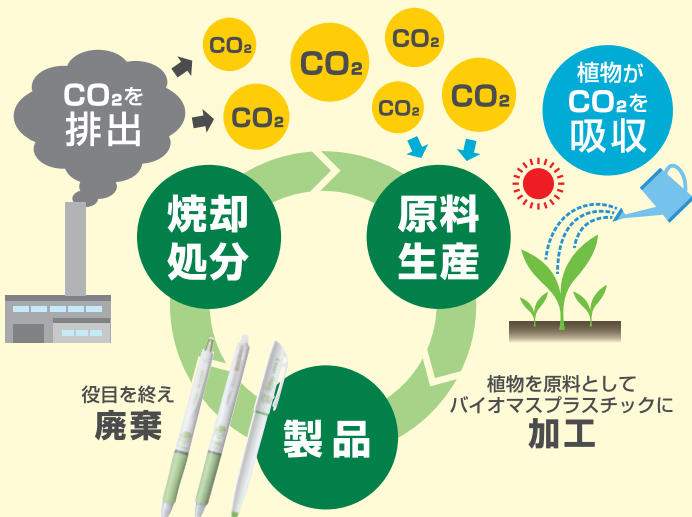 CO₂
CO₂
CO₂
CO₂
CO₂
CO₂
CO₂を
排出
植物が
CO₂を
吸収
焼却
処分
原料
生産
役目を終え
廃棄
製品
植物を原料として
バイオマスプラスチックに
加工